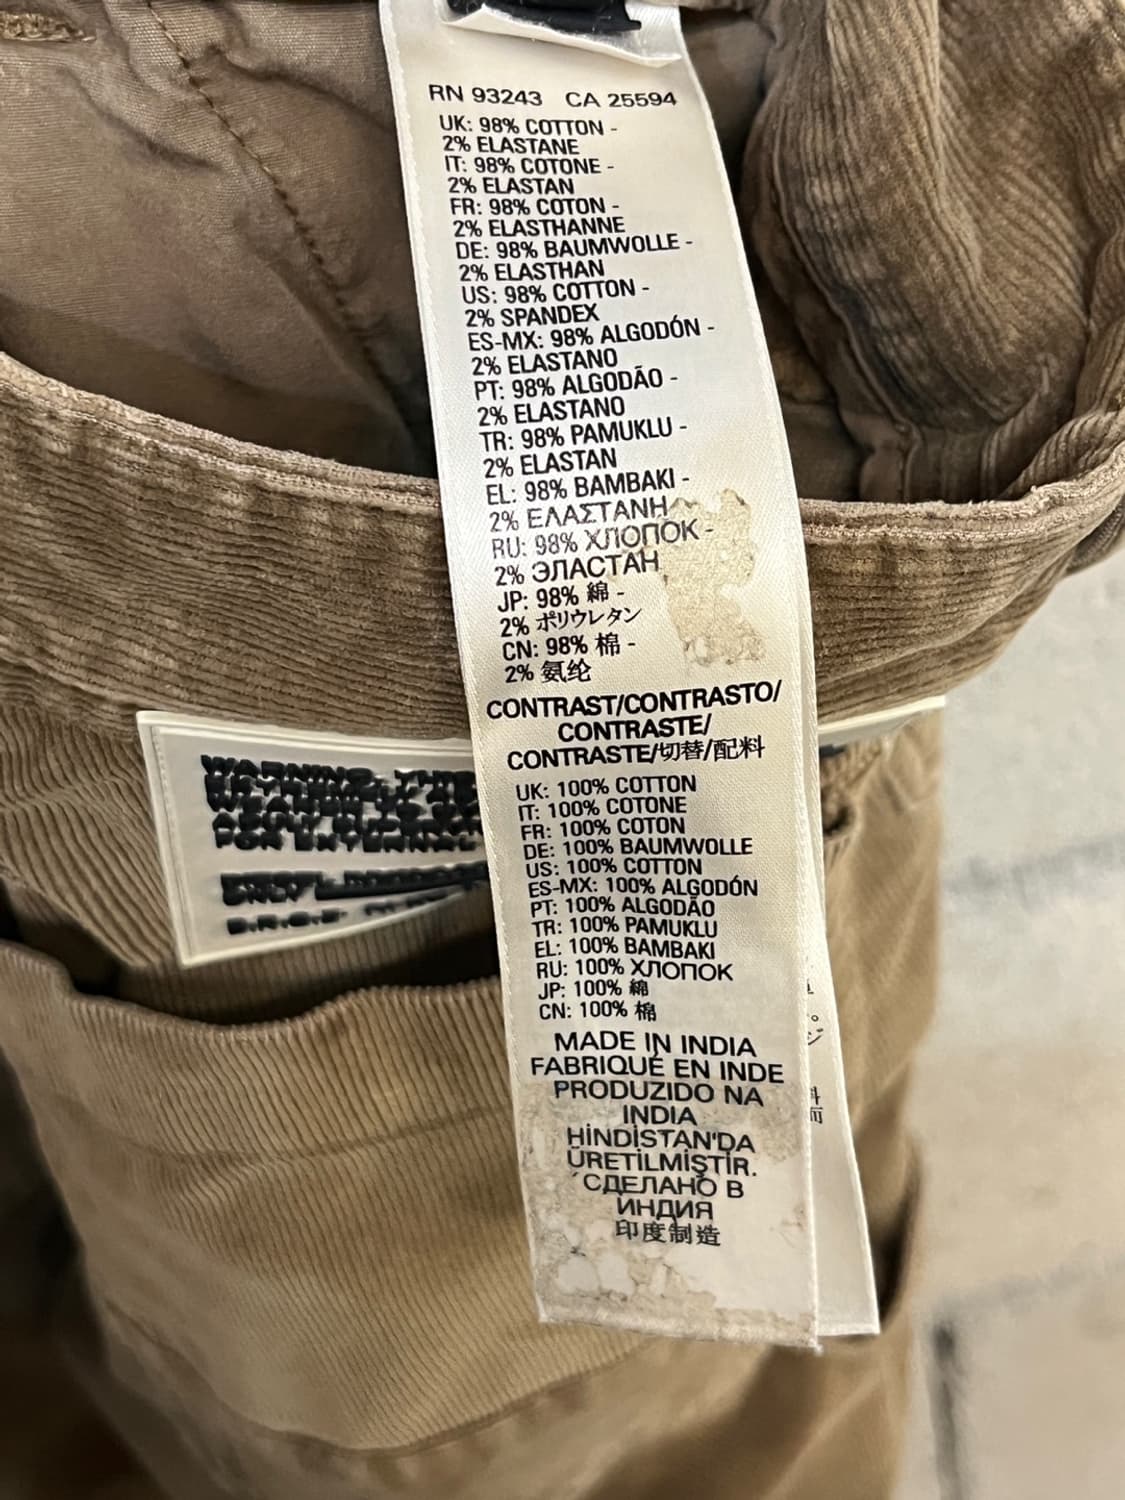 RN 93243 CA 25594
UK: 98% COTTON -
2% ELASTANE
IT: 98% COTONE -
2% ELASTAN
FR: 98% COTON -
2% ELASTHANNE
DE: 98% BAUMWOLLE -
2% ELASTHAN
US: 98% COTTON -
2% SPANDEX
ES-MX: 98% ALGODÓN -
2% ELASTANO
PT: 98% ALGODÃO -
2% ELASTANO
TR: 98% PAMUKLU -
2% ELASTAN
EL: 98% BAMBAKI -
2% ΕΛΑΣΤΑΝΗ
RU: 98% ХЛОПОК -
2% ЭЛАСТАН
JP: 98% 綿 -
2% ポリウレタン
CN: 98% 棉 -
2% 氨纶
CONTRAST/CONTRASTO/
CONTRASTE/
CONTRASTE/切替/配料
UK: 100% COTTON
IT: 100% COTONE
FR: 100% COTON
DE: 100% BAUMWOLLE
US: 100% COTTON
ES-MX: 100% ALGODÓN
PT: 100% ALGODÃO
TR: 100% PAMUKLU
EL: 100% BAMBAKI
RU: 100% ХЛОПОК
JP: 100% 綿
CN: 100% 棉
MADE IN INDIA
FABRIQUÉ EN INDE
PRODUZIDO NA
INDIA
HİNDİSTAN'DA
ÜRETİLMİŞTİR.
СДЕЛАНО В
ИНДИЯ
印度制造
WARNING: THIS